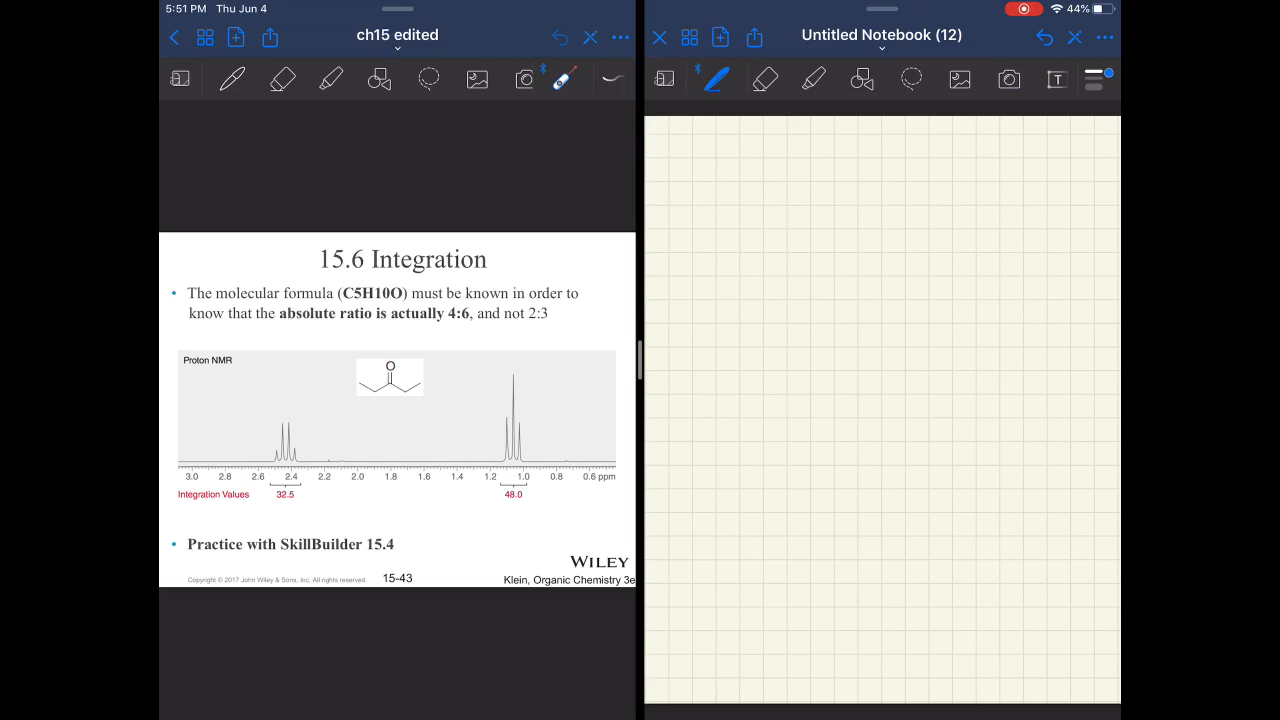 5:51 PM Thu Jun 4
44%
ch15 edited
Untitled Notebook (12)
T
15.6 Integration
• The molecular formula (C5H10O) must be known in order to
know that the absolute ratio is actually 4:6, and not 2:3
Proton NMR
O
3.0 2.8 2.6 2.4 2.2 2.0 1.8 1.6 1.4 1.2 1.0 0.8 0.6 ppm
Integration Values 32.5 48.0
• Practice with SkillBuilder 15.4
WILEY
Copyright © 2017 John Wiley & Sons, Inc. All rights reserved. 15-43 Klein, Organic Chemistry 3e